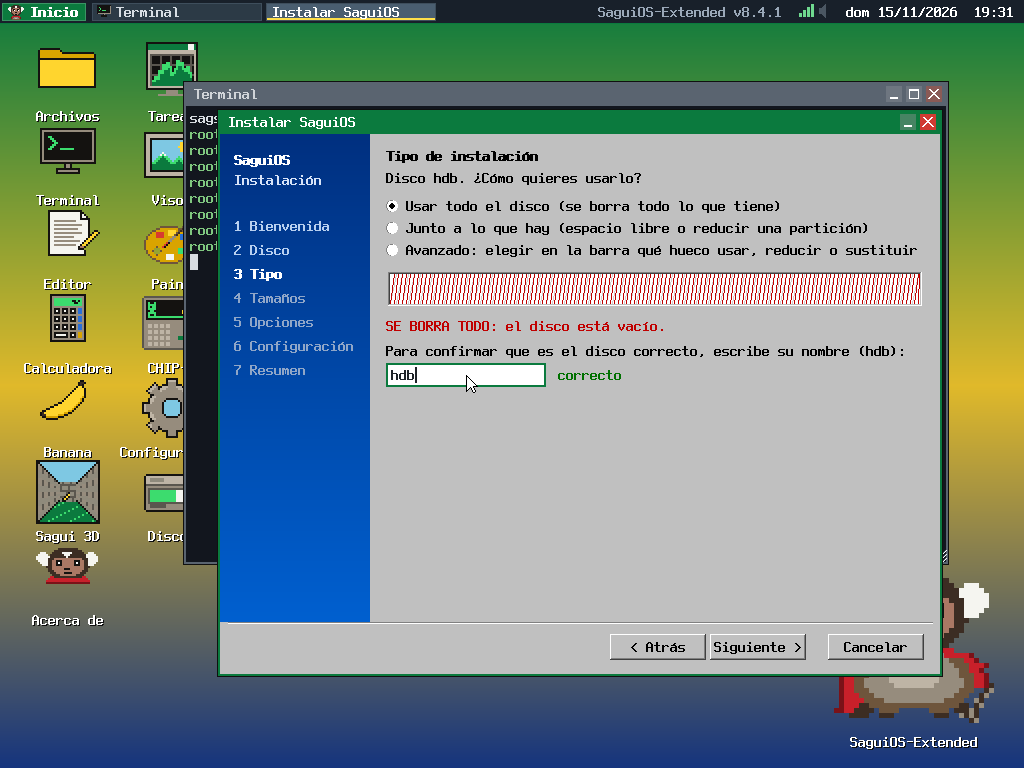 Inicio
Terminal
Instalar SaguiOS
SaguiOS-Extended v8.4.1
dom 15/11/2026
19:31
Archivos
Terminal
Editor
Calculadora
Banana
Sagui 3D
Acerca de
Terminal
Instalar SaguiOS
SaguiOS
Instalación
1 Bienvenida
2 Disco
3 Tipo
4 Tamaños
5 Opciones
6 Configuración
7 Resumen
Tipo de instalación
Disco hdb. ¿Cómo quieres usarlo?
Usar todo el disco (se borra todo lo que tiene)
Junto a lo que hay (espacio libre o reducir una partición)
Avanzado: elegir en la barra qué hueco usar, reducir o sustituir
SE BORRA TODO: el disco está vacío.
Para confirmar que es el disco correcto, escribe su nombre (hdb):
hdb
correcto
< Atrás
Siguiente >
Cancelar
SaguiOS-Extended